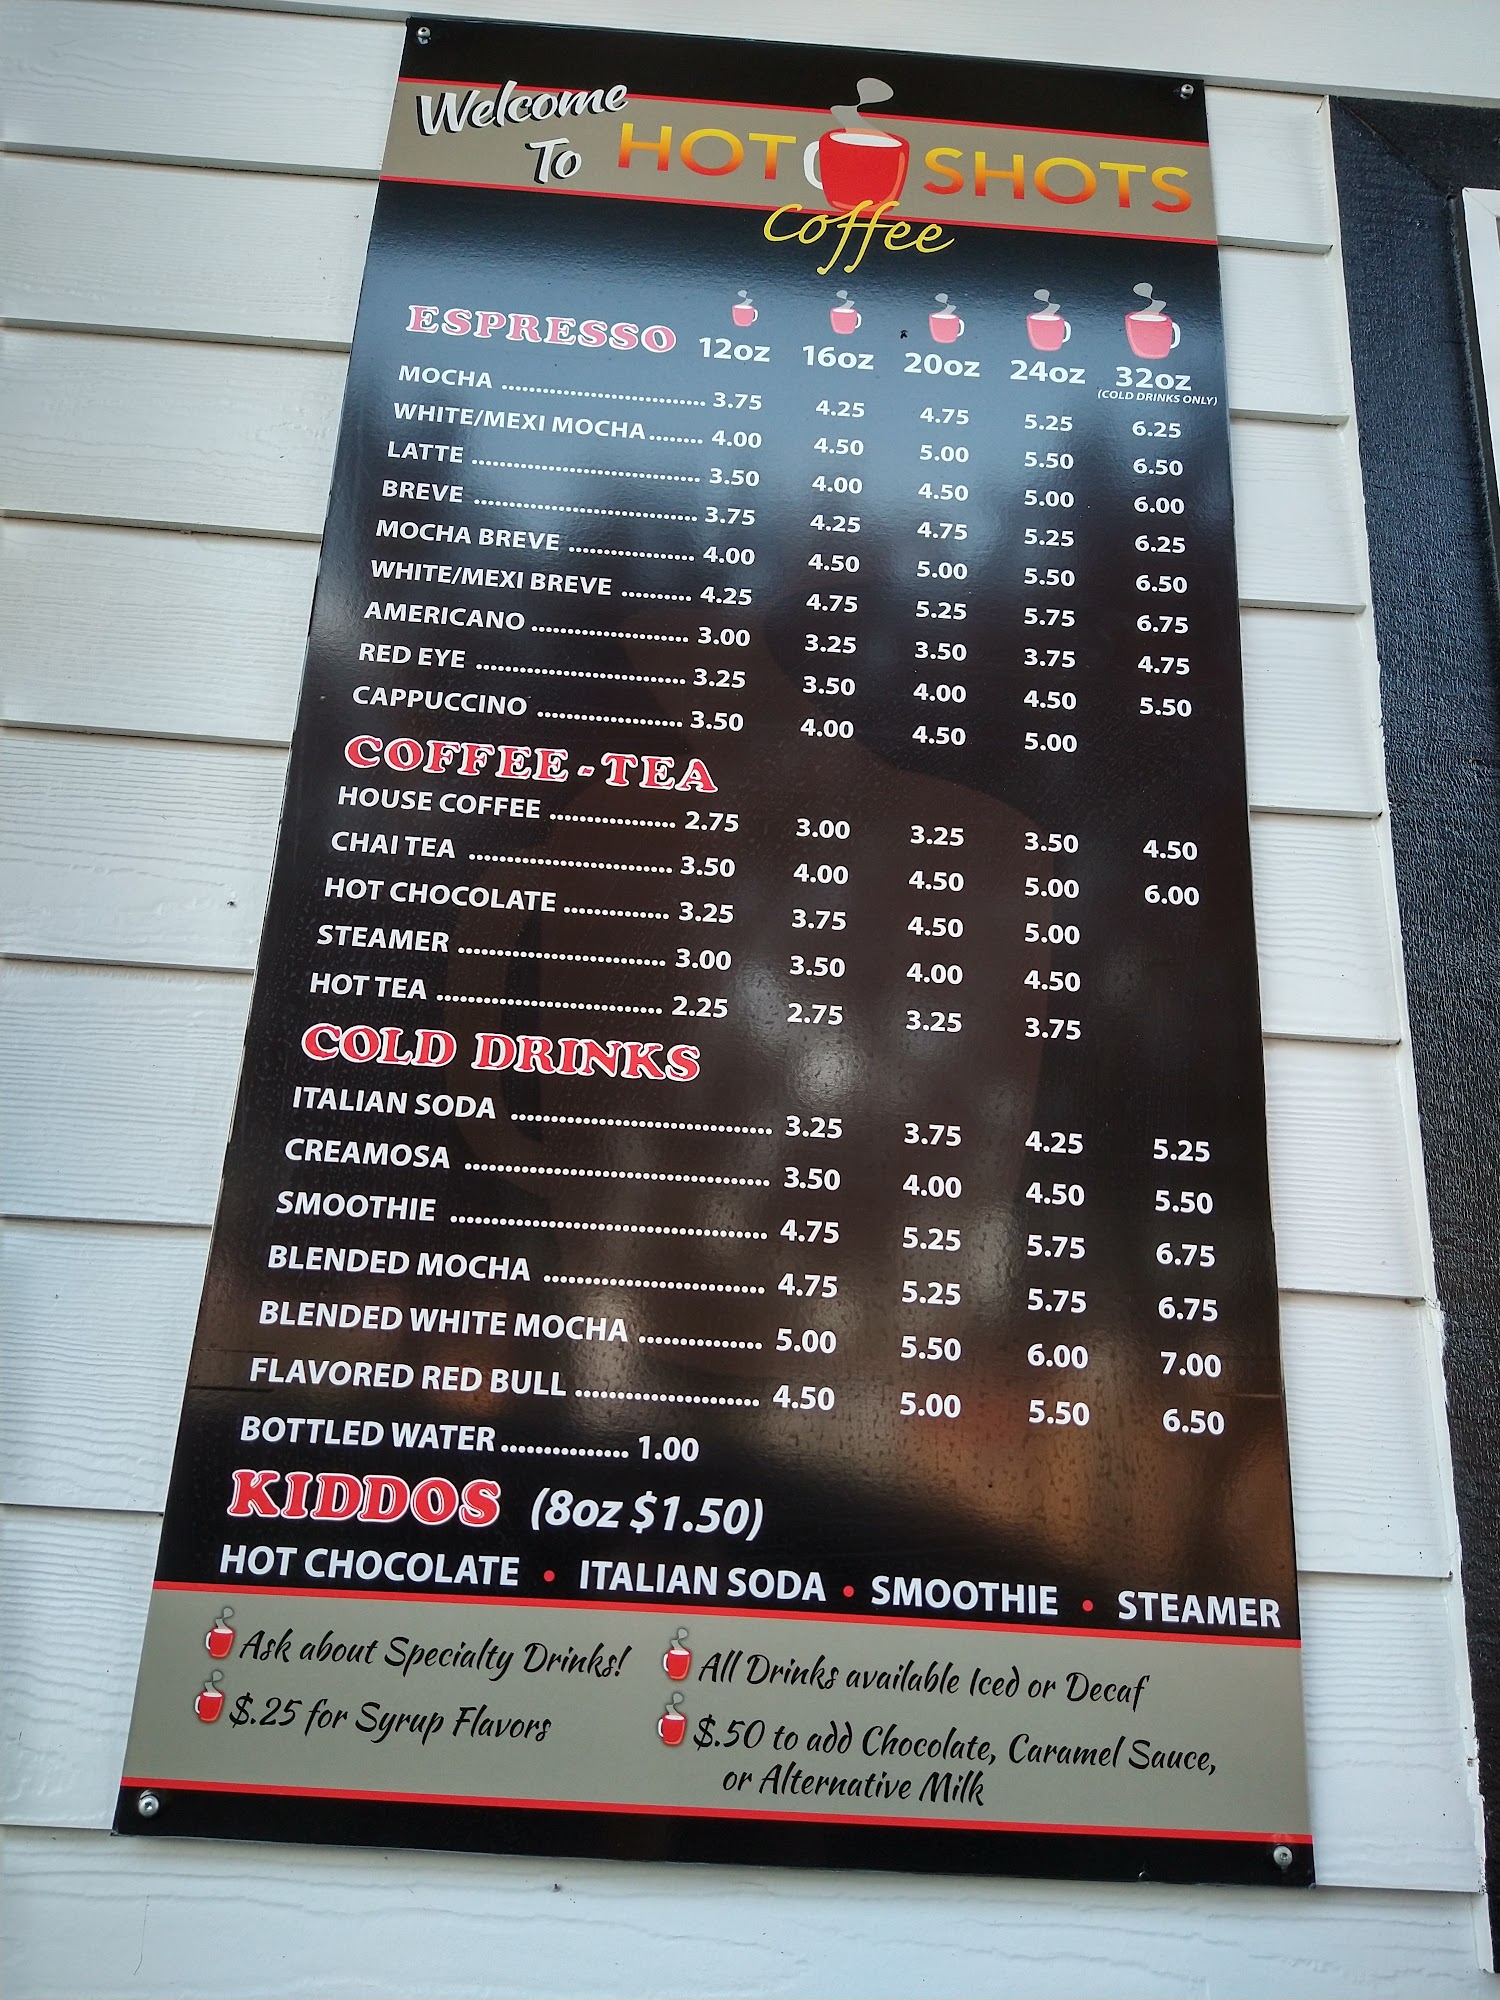 Welcome
To HOT SHOTS
Coffee
ESPRESSO 12oz 16oz 20oz 24oz 32oz
(COLD DRINKS ONLY)
MOCHA 3.75 4.25 4.75 5.25 6.25
WHITE/MEXI MOCHA 4.00 4.50 5.00 5.50 6.50
LATTE 3.50 4.00 4.50 5.00 6.00
BREVE 3.75 4.25 4.75 5.25 6.25
MOCHA BREVE 4.00 4.50 5.00 5.50 6.50
WHITE/MEXI BREVE 4.25 4.75 5.25 5.75 6.75
AMERICANO 3.00 3.25 3.50 3.75 4.75
RED EYE 3.25 3.50 4.00 4.50 5.50
CAPPUCCINO 3.50 4.00 4.50 5.00
COFFEE - TEA
HOUSE COFFEE 2.75 3.00 3.25 3.50 4.50
CHAI TEA 3.50 4.00 4.50 5.00 6.00
HOT CHOCOLATE 3.25 3.75 4.50 5.00
STEAMER 3.00 3.50 4.00 4.50
HOT TEA 2.25 2.75 3.25 3.75
COLD DRINKS
ITALIAN SODA 3.25 3.75 4.25 5.25
CREAMOSA 3.50 4.00 4.50 5.50
SMOOTHIE 4.75 5.25 5.75 6.75
BLENDED MOCHA 4.75 5.25 5.75 6.75
BLENDED WHITE MOCHA 5.00 5.50 6.00 7.00
FLAVORED RED BULL 4.50 5.00 5.50 6.50
BOTTLED WATER 1.00
KIDDOS (8oz $1.50)
HOT CHOCOLATE • ITALIAN SODA • SMOOTHIE • STEAMER
Ask about Specialty Drinks! All Drinks available Iced or Decaf
$.25 for Syrup Flavors $.50 to add Chocolate, Caramel Sauce,
or Alternative Milk